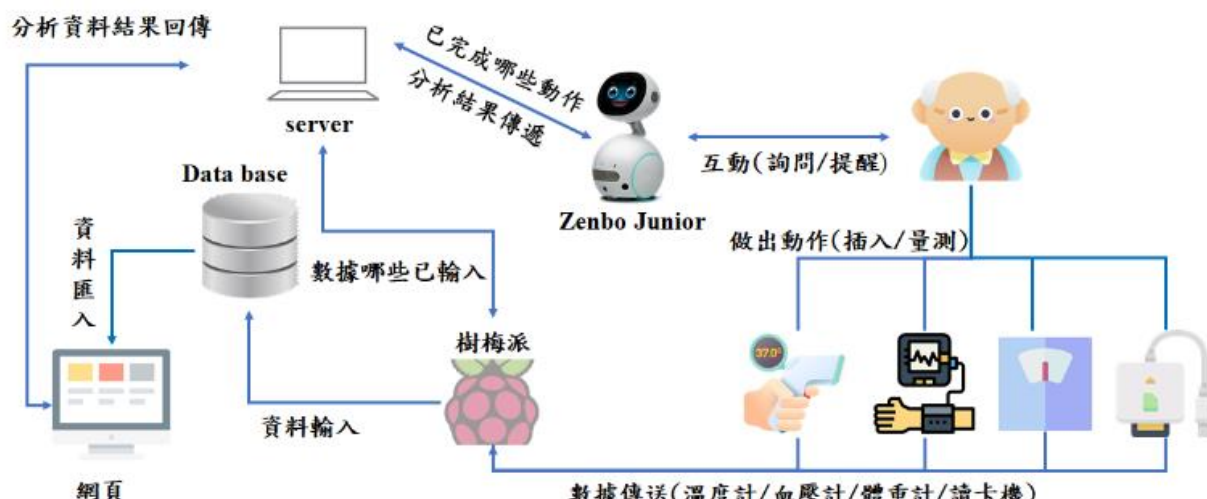 分析資料結果回傳
server
已完成哪些動作
分析結果傳遞
Zenbo Junior
互動(詢問/提醒)
Data base
資料匯入
數據哪些已輸入
做出動作(插入/量測)
樹梅派
37.0°
資料輸入
網頁
數據傳送(溫度計/血壓計/體重計/讀卡機)